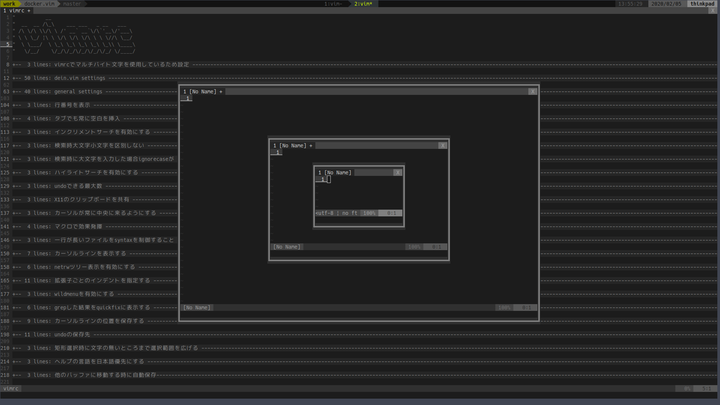 work docker.vim master 1:vim- 2:vim* 2020/02/05 thinkpad
1 vimrc +
8 +-- 3 lines: vimrcでマルチバイト文字を使用しているため設定
12 +-- 50 lines: dein.vim settings
63 +-- 40 lines: general settings
104 +-- 3 lines: 行番号を表示
108 +-- 4 lines: タブでも常に空白を挿入
113 +-- 3 lines: インクリメントサーチを有効にする
117 +-- 3 lines: 検索時大文字小文字を区別しない
121 +-- 3 lines: 検索時に大文字を入力した場合ignorecaseが
125 +-- 3 lines: ハイライトサーチを有効にする
129 +-- 3 lines: undoできる最大数
133 +-- 3 lines: X11のクリップボードを共有
137 +-- 3 lines: カーソルが常に中央に来るようにする
141 +-- 4 lines: マクロで効果発揮
146 +-- 3 lines: 一行が長いファイルをsyntaxを制御すること
150 +-- 7 lines: カーソルラインを表示する
158 +-- 6 lines: netrwツリー表示を有効にする
165 +-- 11 lines: 拡張子ごとのインデントを指定する
177 +-- 3 lines: wildmenuを有効にする
181 +-- 6 lines: grepした結果をquickfixに表示する
188 +-- 9 lines: カーソルラインの位置を保存する
198 +-- 11 lines: undoの保存先
210 +-- 3 lines: 矩形選択時に文字の無いところまで選択範囲を広げる
214 +-- 3 lines: ヘルプの言語を日本語優先にする
218 +-- 3 lines: 他のバッファに移動する時に自動保存
vimrc
1 [No Name] +
1
[No Name] 100% 0:1
1 [No Name] +
1
[No Name] 100% 0:1
1 [No Name]
1
<utf-8 | no ft 100% 0:1